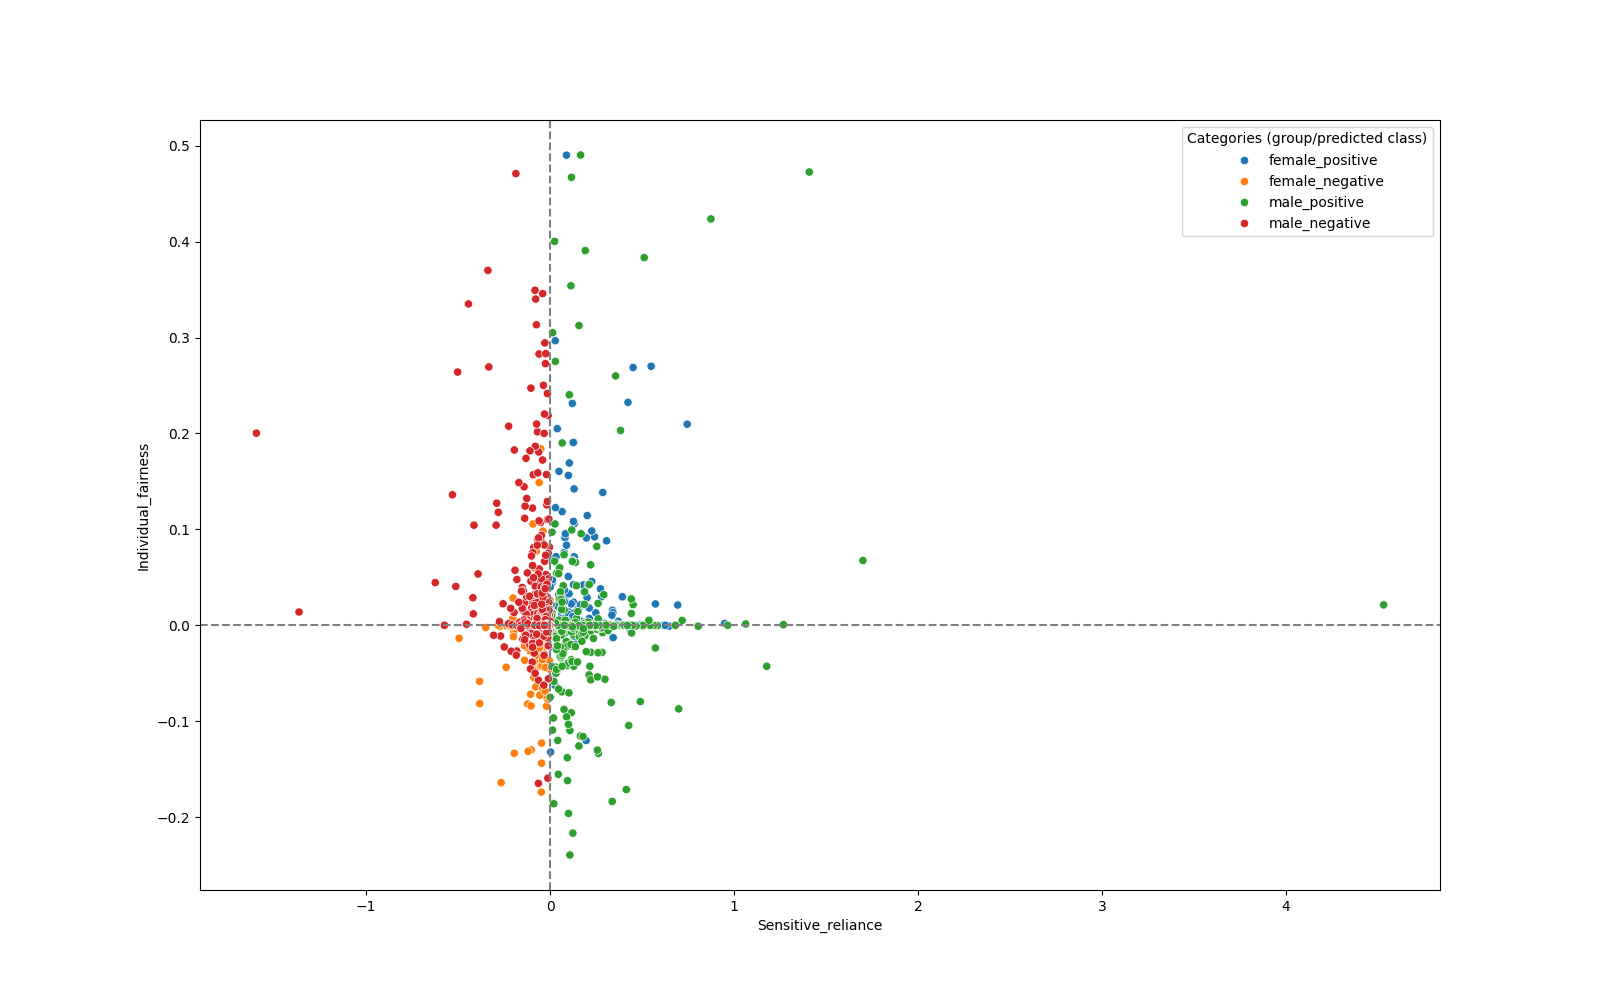 Categories (group/predicted class)
female_positive
female_negative
male_positive
male_negative
0.5
0.4
0.3
0.2
0.1
0.0
−0.1
−0.2
Individual_fairness
−1
0
1
2
3
4
Sensitive_reliance